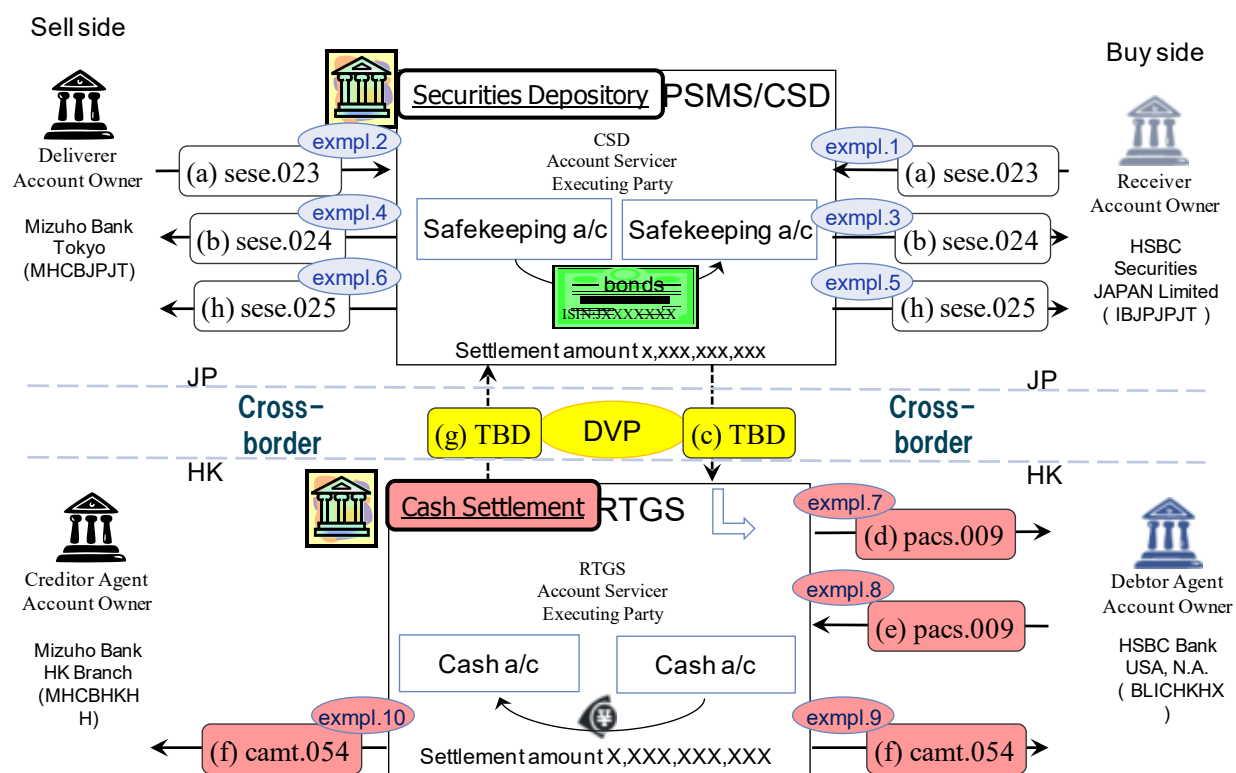 Sell side
Buy side
Securities Depository
PSMS/CSD
Deliverer
Account Owner
Mizuho Bank
Tokyo
(MHCBJPJT)
Receiver
Account Owner
HSBC
Securities
JAPAN Limited
( IBJPJPJT )
exmpl.2
(a) sese.023
exmpl.4
(b) sese.024
exmpl.6
(h) sese.025
CSD
Account Servicer
Executing Party
Safekeeping a/c
Safekeeping a/c
bonds
ISIN:JXXXXXXX
Settlement amount x,xxx,xxx,xxx
exmpl.1
(a) sese.023
exmpl.3
(b) sese.024
exmpl.5
(h) sese.025
JP
JP
Cross-
border
(g) TBD
DVP
(c) TBD
Cross-
border
HK
HK
Cash Settlement
RTGS
Creditor Agent
Account Owner
Mizuho Bank
HK Branch
(MHCBHKH
H)
RTGS
Account Servicer
Executing Party
Cash a/c
Cash a/c
¥
Settlement amount X,XXX,XXX,XXX
exmpl.7
(d) pacs.009
exmpl.8
(e) pacs.009
exmpl.10
(f) camt.054
exmpl.9
(f) camt.054
Debtor Agent
Account Owner
HSBC Bank
USA, N.A.
( BLICHKHX
)